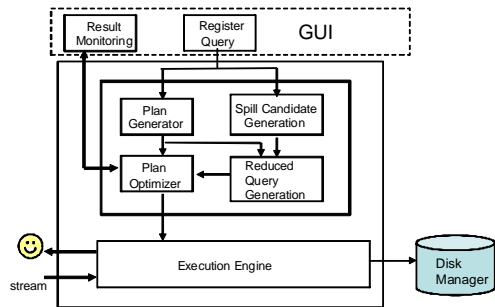 Result
Monitoring
Register
Query
GUI
Plan
Generator
Spill Candidate
Generation
Plan
Optimizer
Reduced
Query
Generation
Execution Engine
stream
Disk
Manager